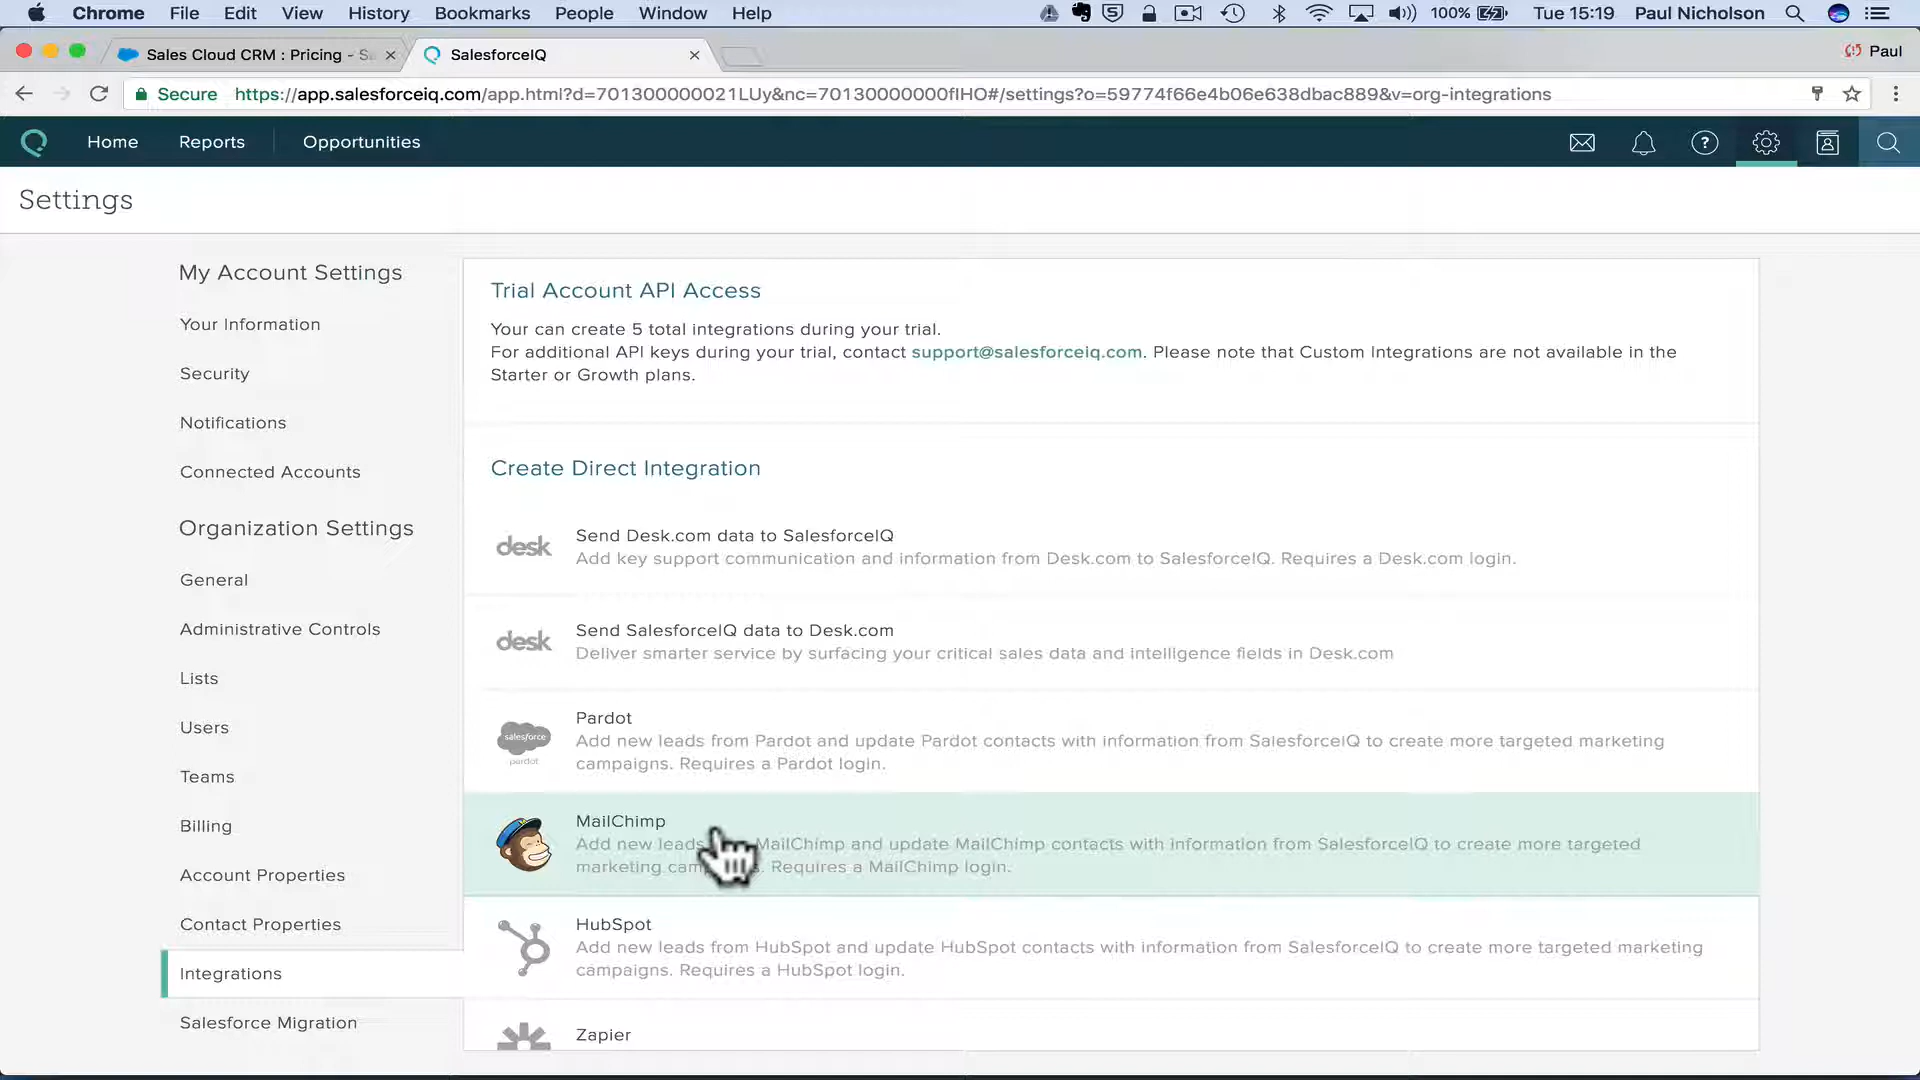 Chrome File Edit View History Bookmarks People Window Help 100% Tue 15:19 Paul Nicholson
Sales Cloud CRM : Pricing - Sa SalesforceIQ Paul
Secure https://app.salesforceiq.com/app.html?d=701300000021LUy&nc=70130000000fIHO#/settings?o=59774f66e4b06e638dbac889&v=org-integrations
Home Reports Opportunities
Settings
My Account Settings
Your Information
Security
Notifications
Connected Accounts
Organization Settings
General
Administrative Controls
Lists
Users
Teams
Billing
Account Properties
Contact Properties
Integrations
Salesforce Migration
Trial Account API Access
Your can create 5 total integrations during your trial.
For additional API keys during your trial, contact support@salesforceiq.com. Please note that Custom Integrations are not available in the
Starter or Growth plans.
Create Direct Integration
desk
Send Desk.com data to SalesforceIQ
Add key support communication and information from Desk.com to SalesforceIQ. Requires a Desk.com login.
desk
Send SalesforceIQ data to Desk.com
Deliver smarter service by surfacing your critical sales data and intelligence fields in Desk.com
salesforce
pardot
Pardot
Add new leads from Pardot and update Pardot contacts with information from SalesforceIQ to create more targeted marketing
campaigns. Requires a Pardot login.
MailChimp
Add new leads MailChimp and update MailChimp contacts with information from SalesforceIQ to create more targeted
marketing Requires a MailChimp login.
HubSpot
Add new leads from HubSpot and update HubSpot contacts with information from SalesforceIQ to create more targeted marketing
campaigns. Requires a HubSpot login.
Zapier